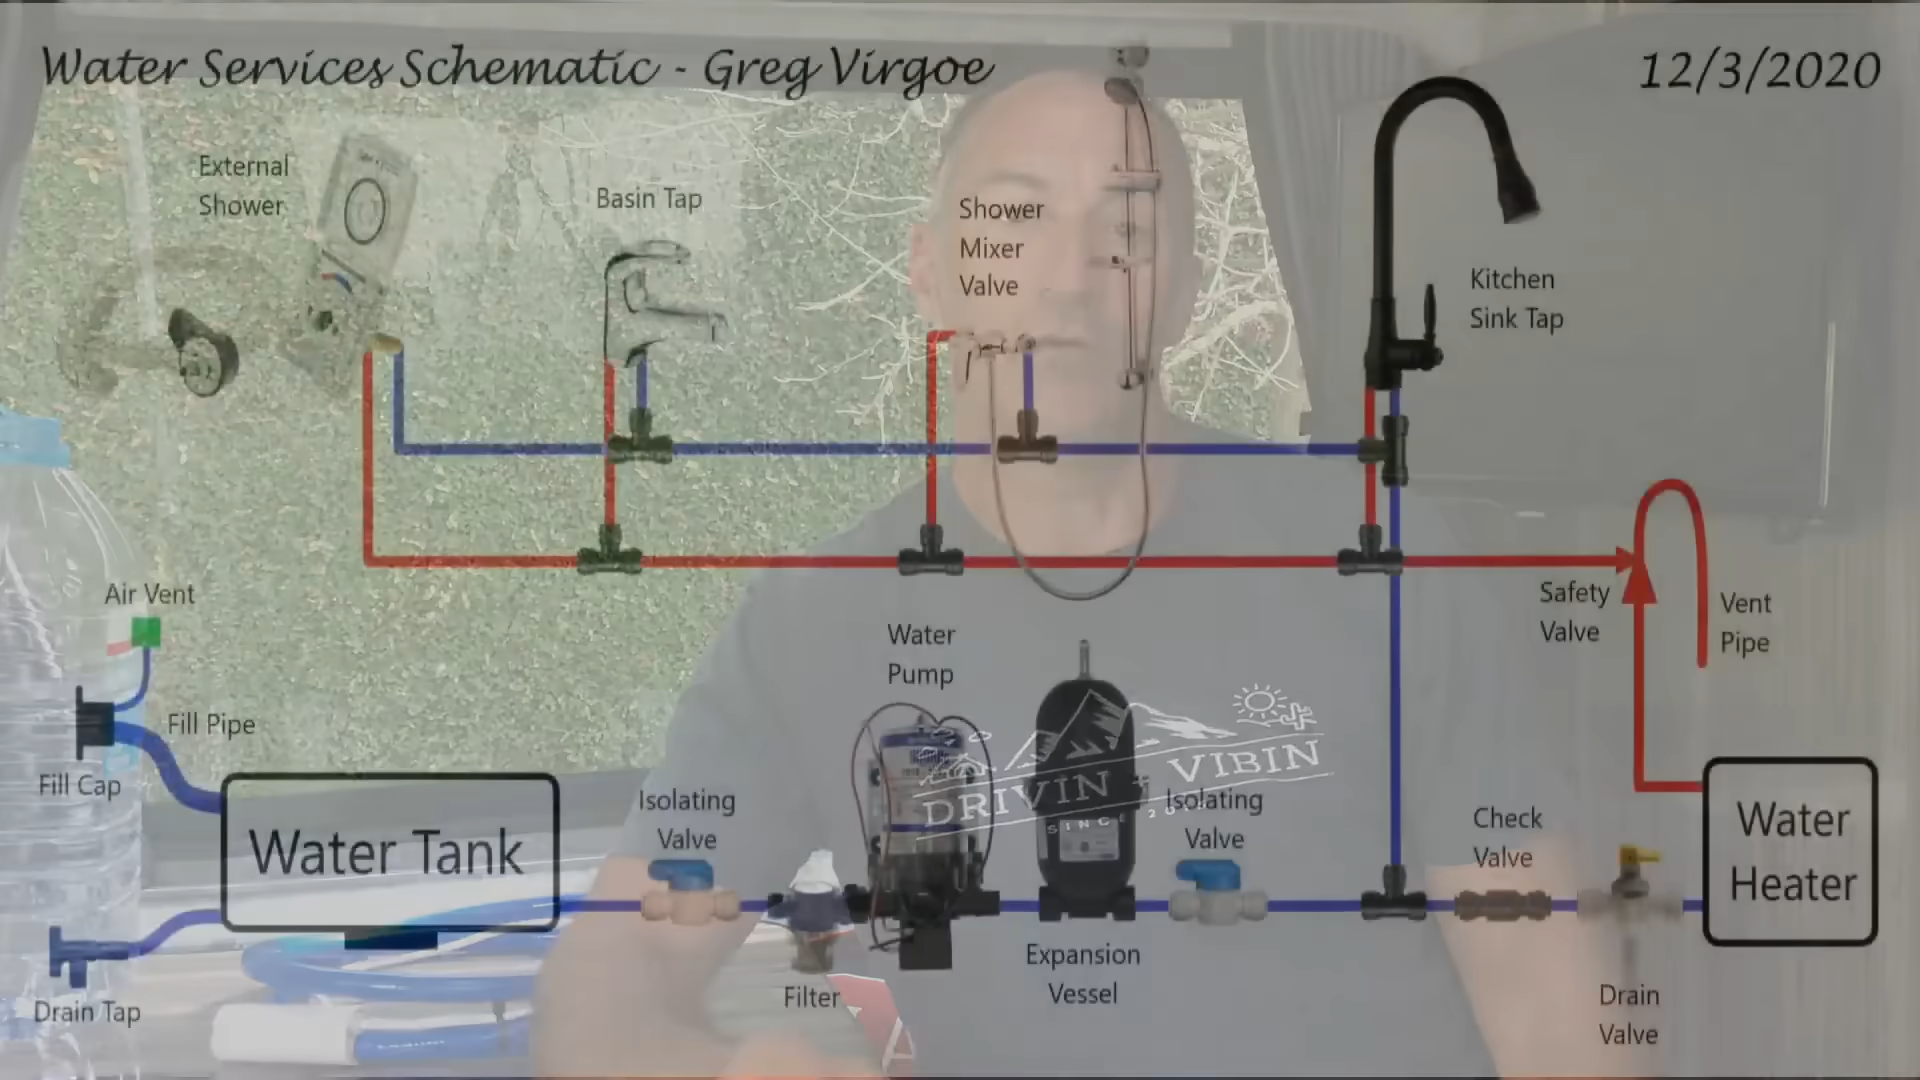 Water Services Schematic - Greg Virgoe
12/3/2020
External
Shower
Basin Tap
Shower
Mixer
Valve
Kitchen
Sink Tap
Air Vent
Safety
Valve
Vent
Pipe
Water
Pump
Fill Pipe
Fill Cap
Water Tank
Isolating
Valve
DRIVIN + VIBIN
SINCE
Isolating
Valve
Check
Valve
Water
Heater
Expansion
Vessel
Filter
Drain Tap
Drain
Valve